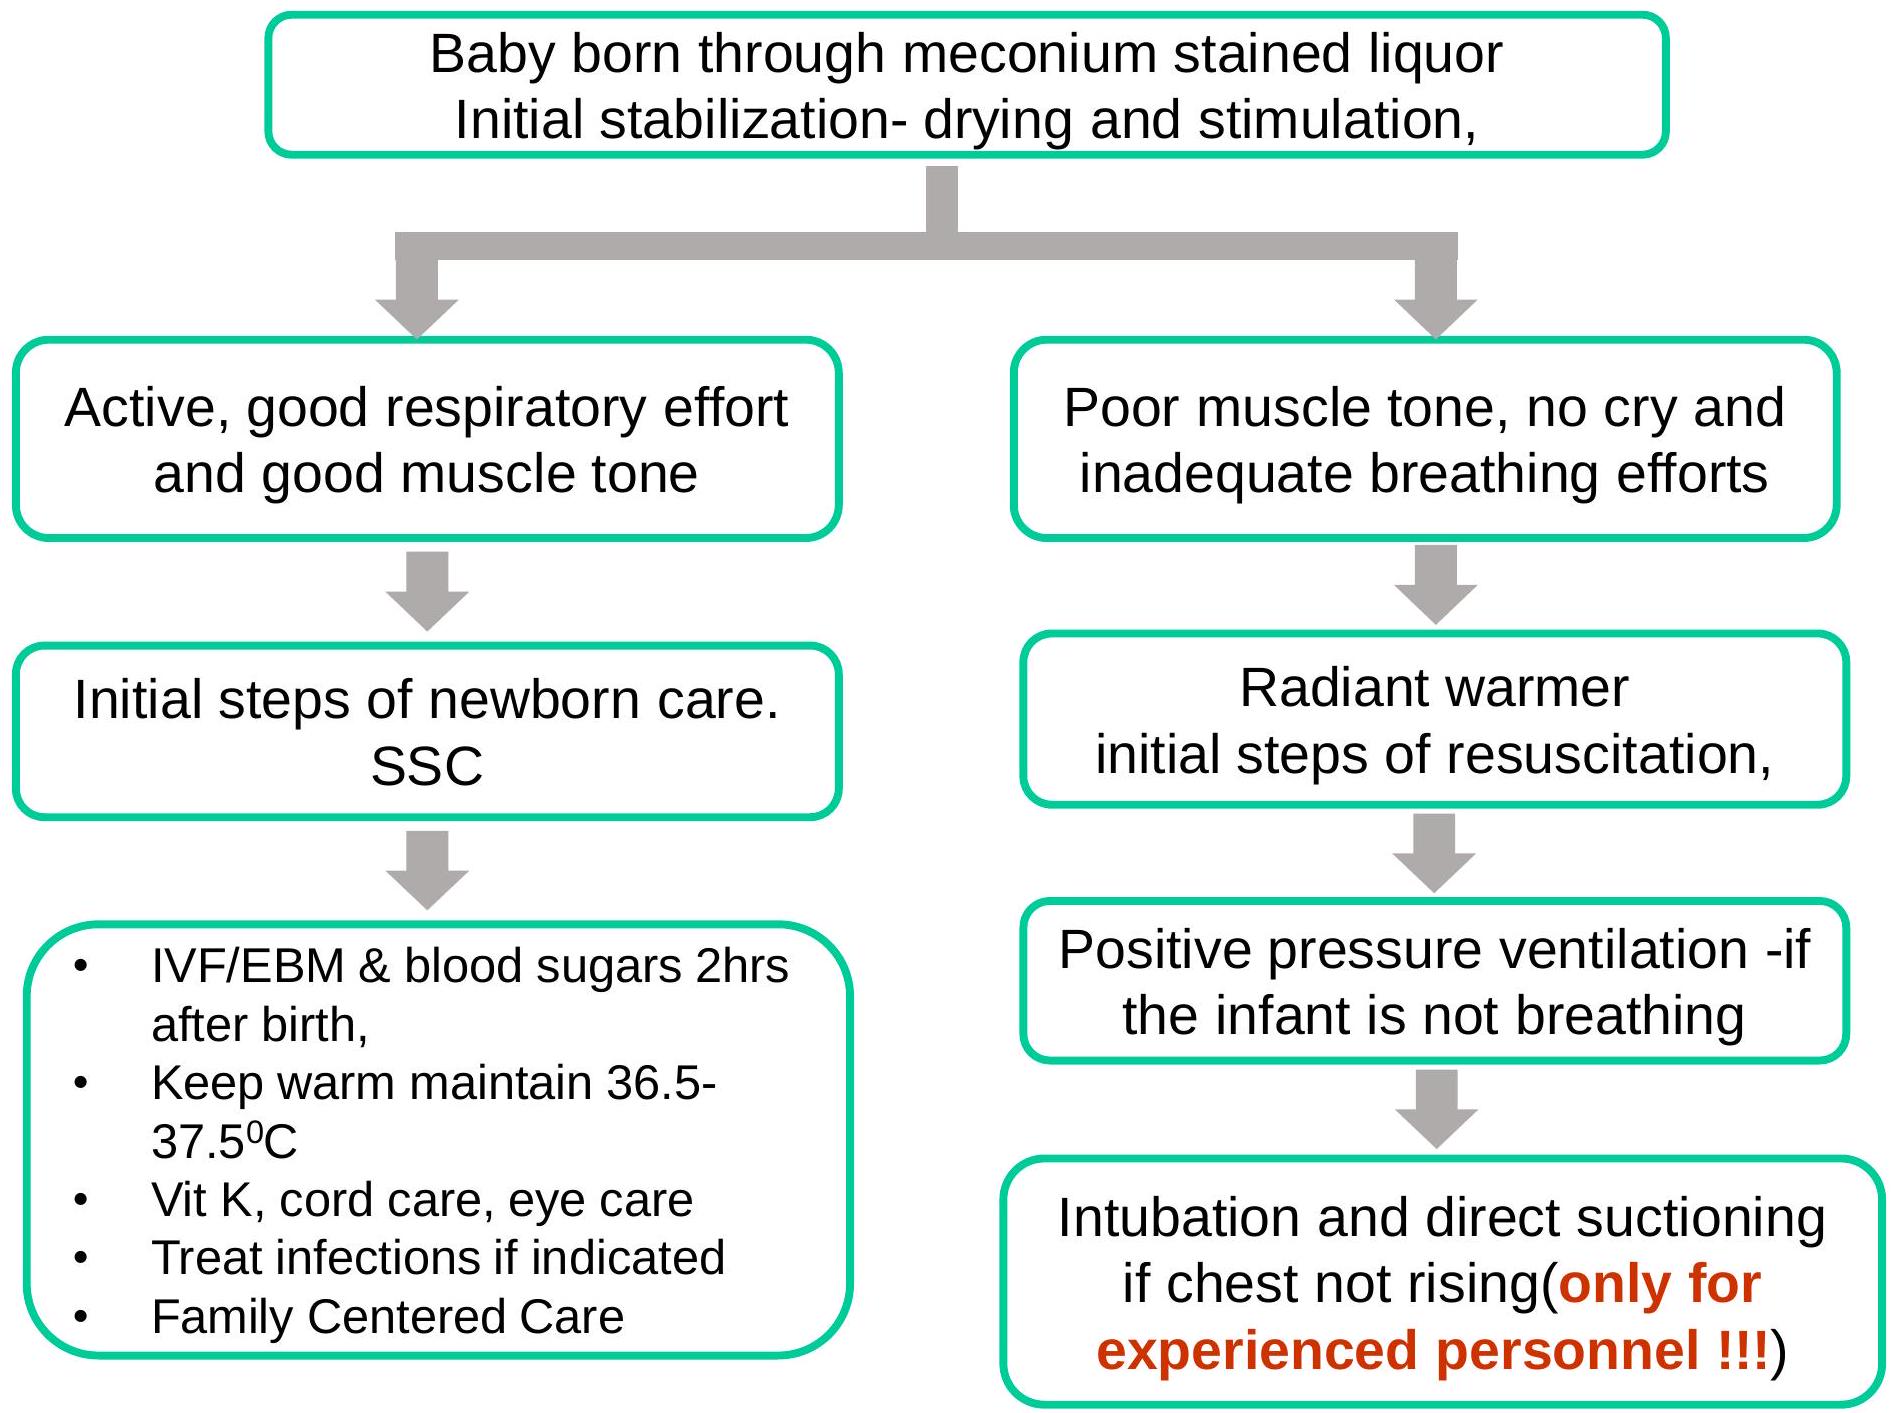 Baby born through meconium stained liquor
Initial stabilization- drying and stimulation,
Active, good respiratory effort
and good muscle tone
Initial steps of newborn care.
SSC
• IVF/EBM & blood sugars 2hrs
after birth,
• Keep warm maintain 36.5-
37.5⁰C
• Vit K, cord care, eye care
• Treat infections if indicated
• Family Centered Care
Poor muscle tone, no cry and
inadequate breathing efforts
Radiant warmer
initial steps of resuscitation,
Positive pressure ventilation -if
the infant is not breathing
Intubation and direct suctioning
if chest not rising(only for
experienced personnel !!!)